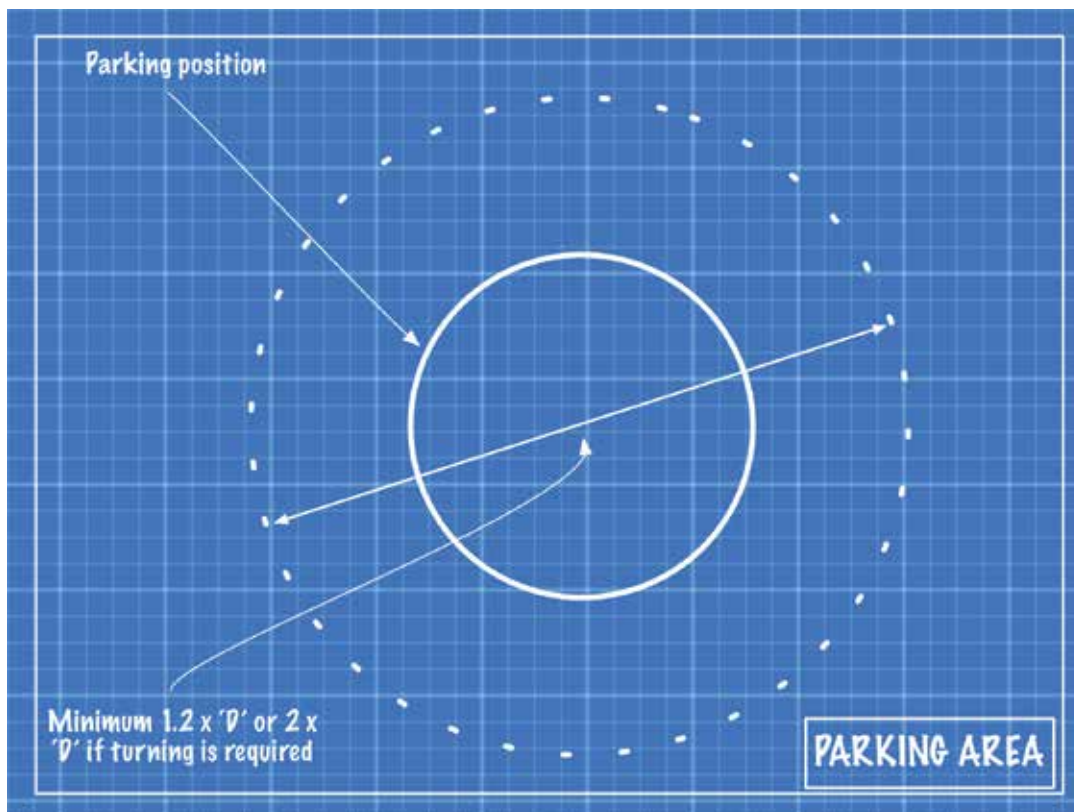 Parking position
Minimum 1.2 x 'D' or 2 x
'D' if turning is required
PARKING AREA